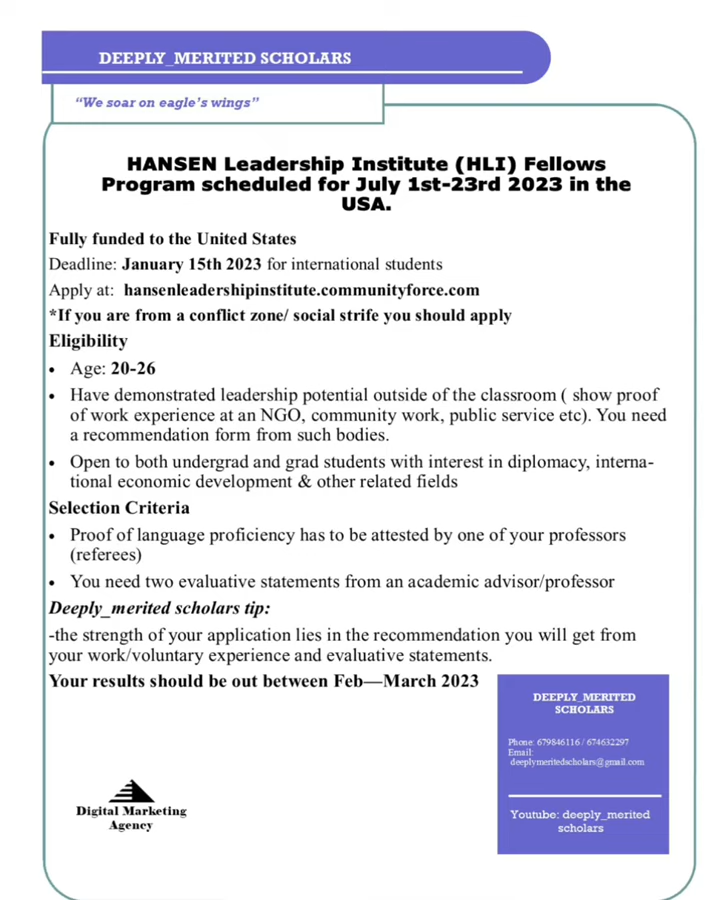 DEEPLY_MERITED SCHOLARS
“We soar on eagle’s wings”
HANSEN Leadership Institute (HLI) Fellows
Program scheduled for July 1st-23rd 2023 in the
USA.
Fully funded to the United States
Deadline: January 15th 2023 for international students
Apply at:  hansenleadershipinstitute.communityforce.com
*If you are from a conflict zone/ social strife you should apply
Eligibility
• Age: 20-26
• Have demonstrated leadership potential outside of the classroom ( show proof
of work experience at an NGO, community work, public service etc). You need
a recommendation form from such bodies.
• Open to both undergrad and grad students with interest in diplomacy, interna-
tional economic development & other related fields
Selection Criteria
• Proof of language proficiency has to be attested by one of your professors
(referees)
• You need two evaluative statements from an academic advisor/professor
Deeply_merited scholars tip:
-the strength of your application lies in the recommendation you will get from
your work/voluntary experience and evaluative statements.
Your results should be out between Feb—March 2023
DEEPLY_MERITED
SCHOLARS
Phone: 679846116 / 674632297
Email:
deeplymeritedscholars@gmail.com
Youtube: deeply_merited
scholars
Digital Marketing
Agency